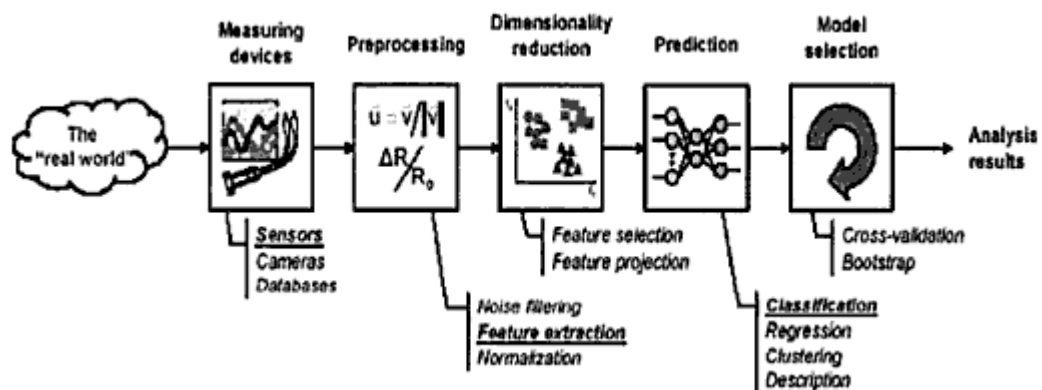 Measuring
devices
Preprocessing
Dimensionality
reduction
Prediction
Model
selection
The
"real world"
u = v/|v|
ΔR/R₀
Analysis
results
Sensors
Cameras
Databases
Noise filtering
Feature extraction
Normalization
Feature selection
Feature projection
Classification
Regression
Clustering
Description
Cross-validation
Bootstrap